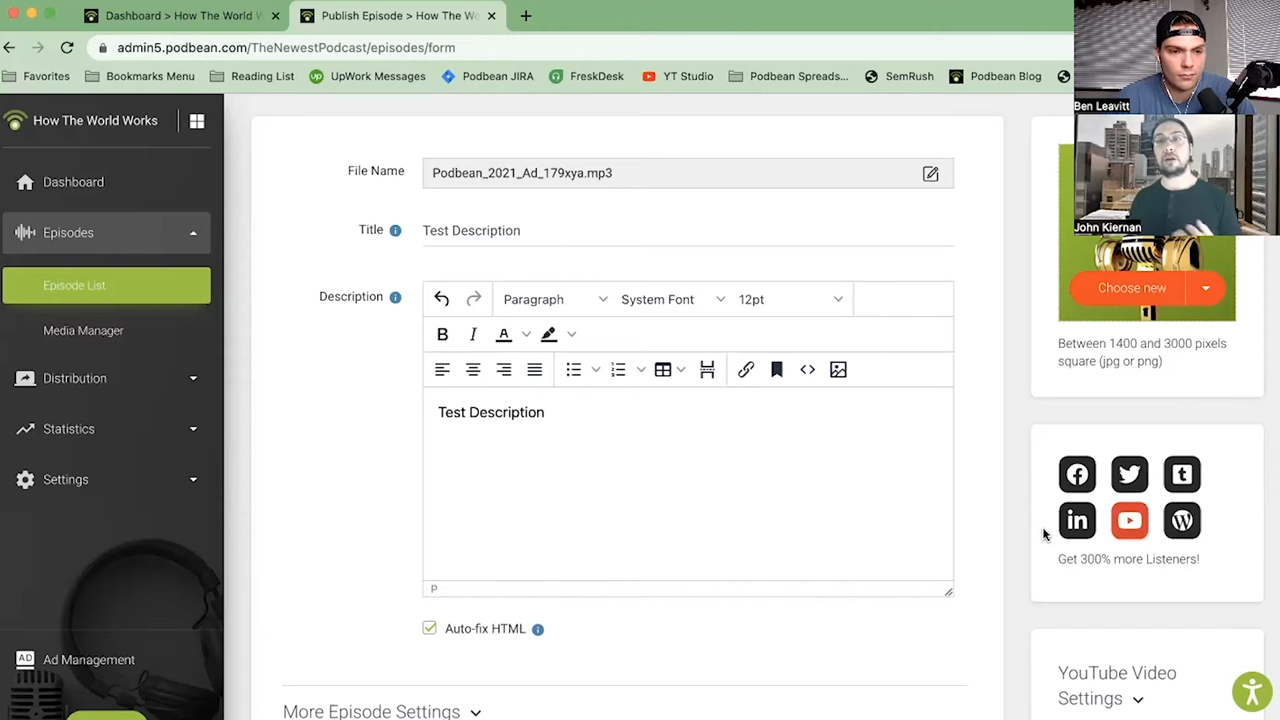 Dashboard > How The World W
Publish Episode > How The Wo
admin5.podbean.com/TheNewestPodcast/episodes/form
Favorites
Bookmarks Menu
Reading List
UpWork Messages
Podbean JIRA
FreskDesk
YT Studio
Podbean Spreads...
SemRush
Podbean Blog
Ben Leavitt
John Kiernan
How The World Works
Dashboard
Episodes
Episode List
Media Manager
Distribution
Statistics
Settings
AD Ad Management
File Name
Podbean_2021_Ad_179xya.mp3
Title
Test Description
Description
Paragraph
System Font
12pt
B I A
Test Description
P
Auto-fix HTML
More Episode Settings
Choose new
Between 1400 and 3000 pixels
square (jpg or png)
Get 300% more Listeners!
YouTube Video
Settings